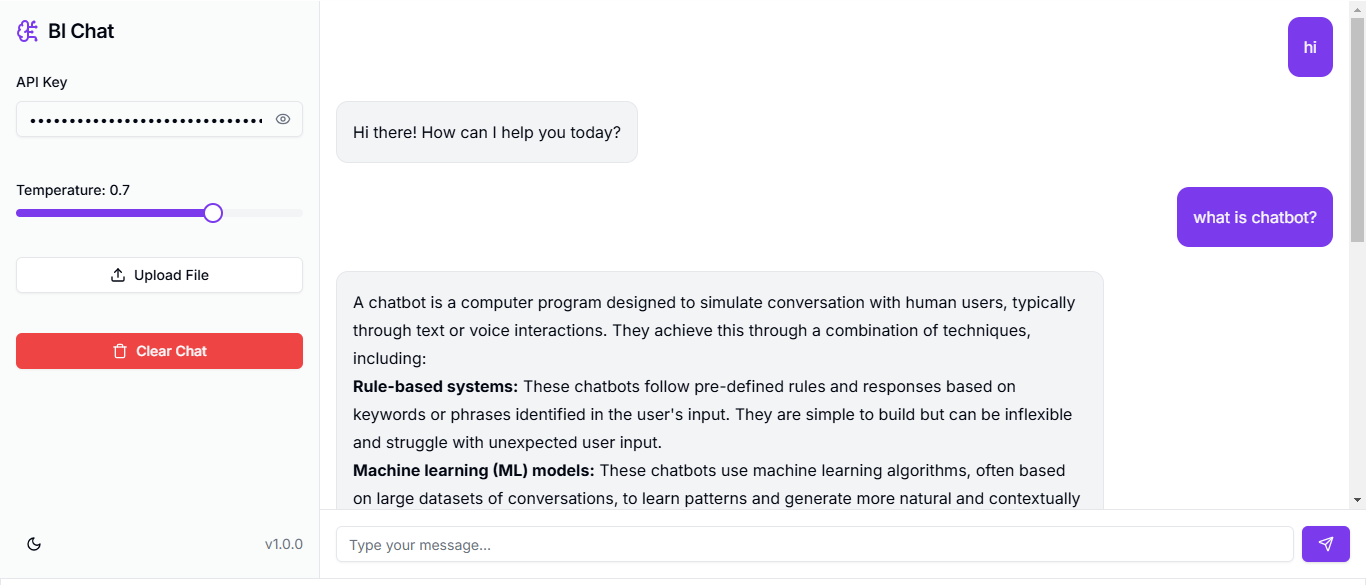 BI Chat
API Key
••••••••••••••••••••••••••••••
Temperature: 0.7
Upload File
Clear Chat
v1.0.0
hi
Hi there! How can I help you today?
what is chatbot?
A chatbot is a computer program designed to simulate conversation with human users, typically
through text or voice interactions. They achieve this through a combination of techniques,
including:
Rule-based systems: These chatbots follow pre-defined rules and responses based on
keywords or phrases identified in the user's input. They are simple to build but can be inflexible
and struggle with unexpected user input.
Machine learning (ML) models: These chatbots use machine learning algorithms, often based
on large datasets of conversations, to learn patterns and generate more natural and contextually
Type your message...